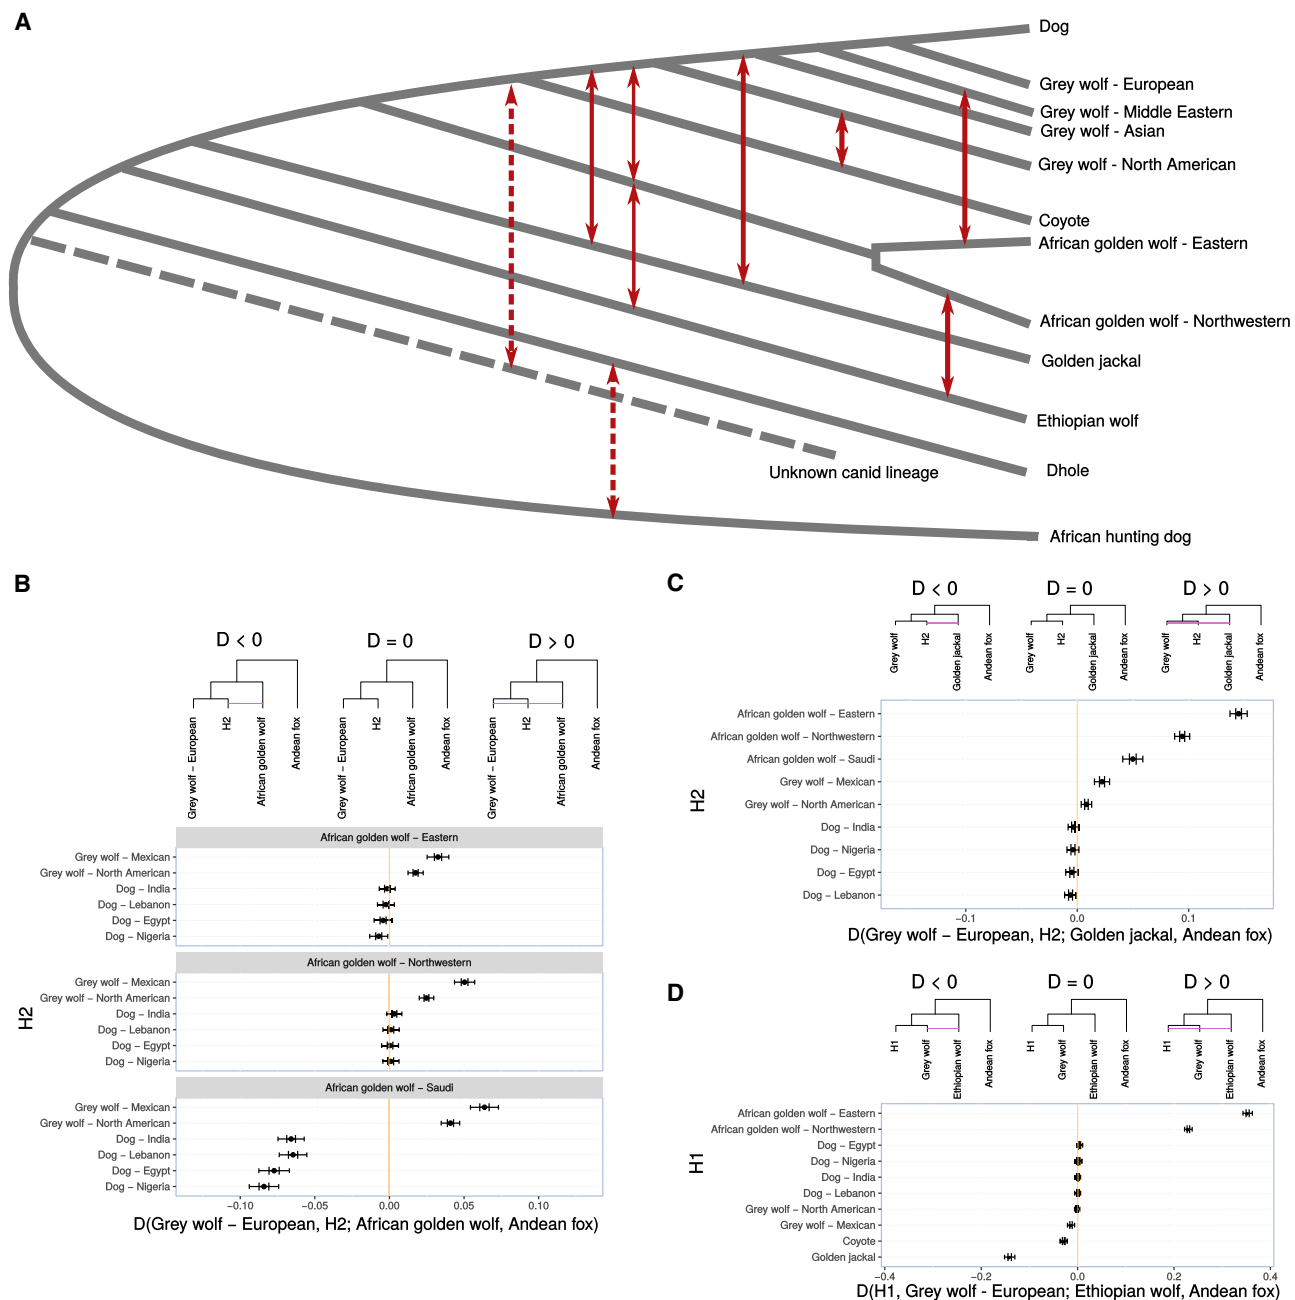 A
Dog
Grey wolf - European
Grey wolf - Middle Eastern
Grey wolf - Asian
Grey wolf - North American
Coyote
African golden wolf - Eastern
African golden wolf - Northwestern
Golden jackal
Ethiopian wolf
Dhole
Unknown canid lineage
African hunting dog
B
D < 0
D = 0
D > 0
Grey wolf − European
H2
African golden wolf
Andean fox
Grey wolf − European
H2
African golden wolf
Andean fox
Grey wolf − European
H2
African golden wolf
Andean fox
H2
African golden wolf − Eastern
Grey wolf − Mexican
Grey wolf − North American
Dog − India
Dog − Lebanon
Dog − Egypt
Dog − Nigeria
African golden wolf − Northwestern
Grey wolf − Mexican
Grey wolf − North American
Dog − India
Dog − Lebanon
Dog − Egypt
Dog − Nigeria
African golden wolf − Saudi
Grey wolf − Mexican
Grey wolf − North American
Dog − India
Dog − Lebanon
Dog − Egypt
Dog − Nigeria
−0.10
−0.05
0.00
0.05
0.10
D(Grey wolf − European, H2; African golden wolf, Andean fox)
C
D < 0
D = 0
D > 0
Grey wolf
H2
Golden jackal
Andean fox
Grey wolf
H2
Golden jackal
Andean fox
Grey wolf
H2
Golden jackal
Andean fox
H2
African golden wolf − Eastern
African golden wolf − Northwestern
African golden wolf − Saudi
Grey wolf − Mexican
Grey wolf − North American
Dog − India
Dog − Nigeria
Dog − Egypt
Dog − Lebanon
−0.1
0.0
0.1
D(Grey wolf − European, H2; Golden jackal, Andean fox)
D
D < 0
D = 0
D > 0
H1
Grey wolf
Ethiopian wolf
Andean fox
H1
Grey wolf
Ethiopian wolf
Andean fox
H1
Grey wolf
Ethiopian wolf
Andean fox
H1
African golden wolf − Eastern
African golden wolf − Northwestern
Dog − Egypt
Dog − Nigeria
Dog − India
Dog − Lebanon
Grey wolf − North American
Grey wolf − Mexican
Coyote
Golden jackal
−0.4
−0.2
0.0
0.2
0.4
D(H1, Grey wolf - European; Ethiopian wolf, Andean fox)